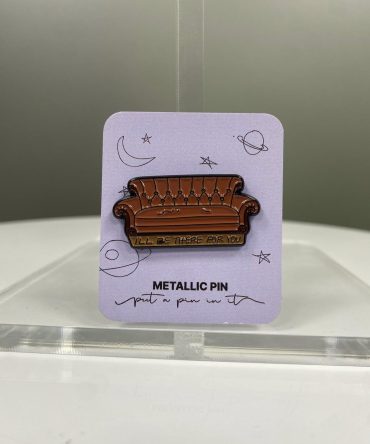 I'LL BE THERE FOR YOU
METALLIC PIN
put a pin in it